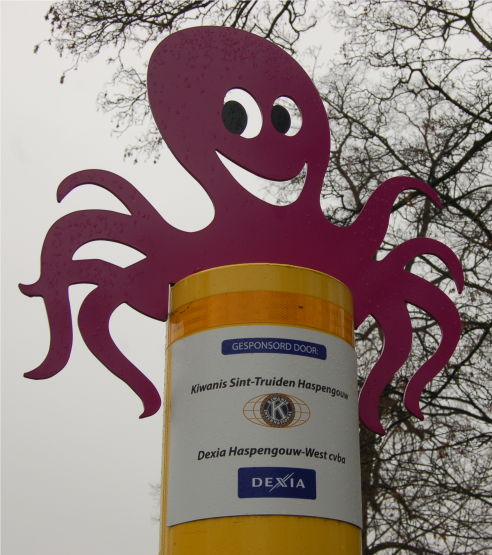 GESPONSORD DOOR:
Kiwanis Sint-Truiden Haspengouw
K
Dexia Haspengouw-West cvba
DEXIA